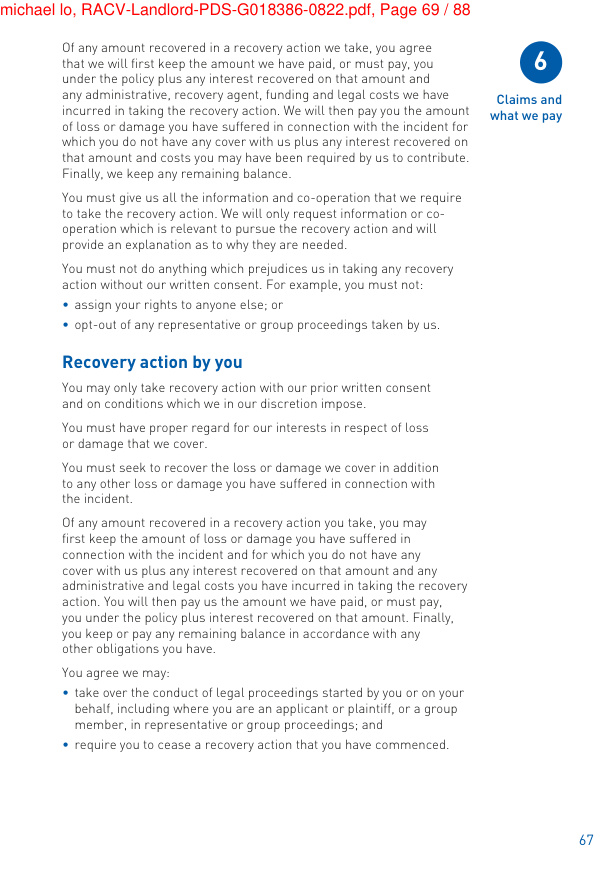 michael lo, RACV-Landlord-PDS-G018386-0822.pdf, Page 69 / 88
Of any amount recovered in a recovery action we take, you agree
that we will first keep the amount we have paid, or must pay, you
under the policy plus any interest recovered on that amount and
any administrative, recovery agent, funding and legal costs we have
incurred in taking the recovery action. We will then pay you the amount
of loss or damage you have suffered in connection with the incident for
which you do not have any cover with us plus any interest recovered on
that amount and costs you may have been required by us to contribute.
Finally, we keep any remaining balance.
You must give us all the information and co-operation that we require
to take the recovery action. We will only request information or co-
operation which is relevant to pursue the recovery action and will
provide an explanation as to why they are needed.
You must not do anything which prejudices us in taking any recovery
action without our written consent. For example, you must not:
• assign your rights to anyone else; or
• opt-out of any representative or group proceedings taken by us.
Recovery action by you
You may only take recovery action with our prior written consent
and on conditions which we in our discretion impose.
You must have proper regard for our interests in respect of loss
or damage that we cover.
You must seek to recover the loss or damage we cover in addition
to any other loss or damage you have suffered in connection with
the incident.
Of any amount recovered in a recovery action you take, you may
first keep the amount of loss or damage you have suffered in
connection with the incident and for which you do not have any
cover with us plus any interest recovered on that amount and any
administrative and legal costs you have incurred in taking the recovery
action. You will then pay us the amount we have paid, or must pay,
you under the policy plus interest recovered on that amount. Finally,
you keep or pay any remaining balance in accordance with any
other obligations you have.
You agree we may:
• take over the conduct of legal proceedings started by you or on your
behalf, including where you are an applicant or plaintiff, or a group
member, in representative or group proceedings; and
• require you to cease a recovery action that you have commenced.
6
Claims and
what we pay
67